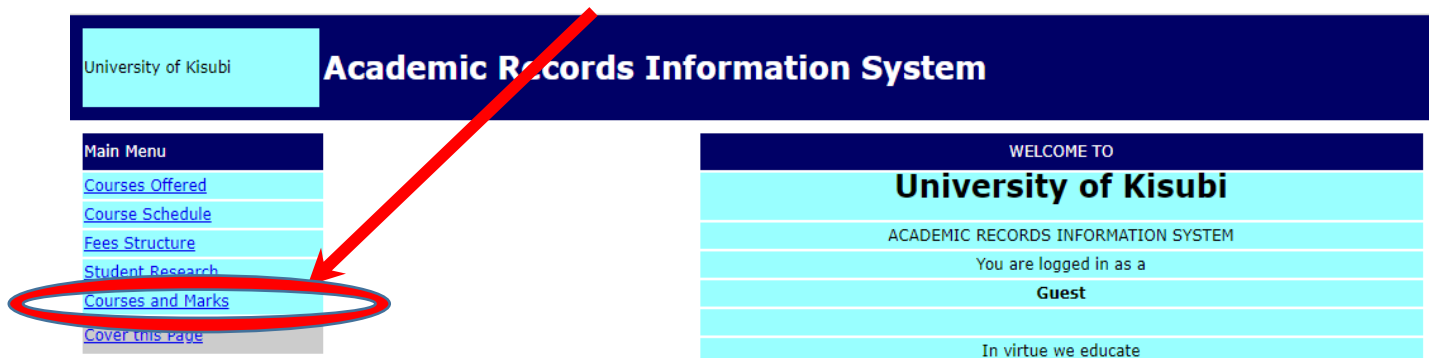 University of Kisubi
Academic Records Information System
Main Menu
Courses Offered
Course Schedule
Fees Structure
Student Research
Courses and Marks
Cover this Page
WELCOME TO
University of Kisubi
ACADEMIC RECORDS INFORMATION SYSTEM
You are logged in as a
Guest
In virtue we educate